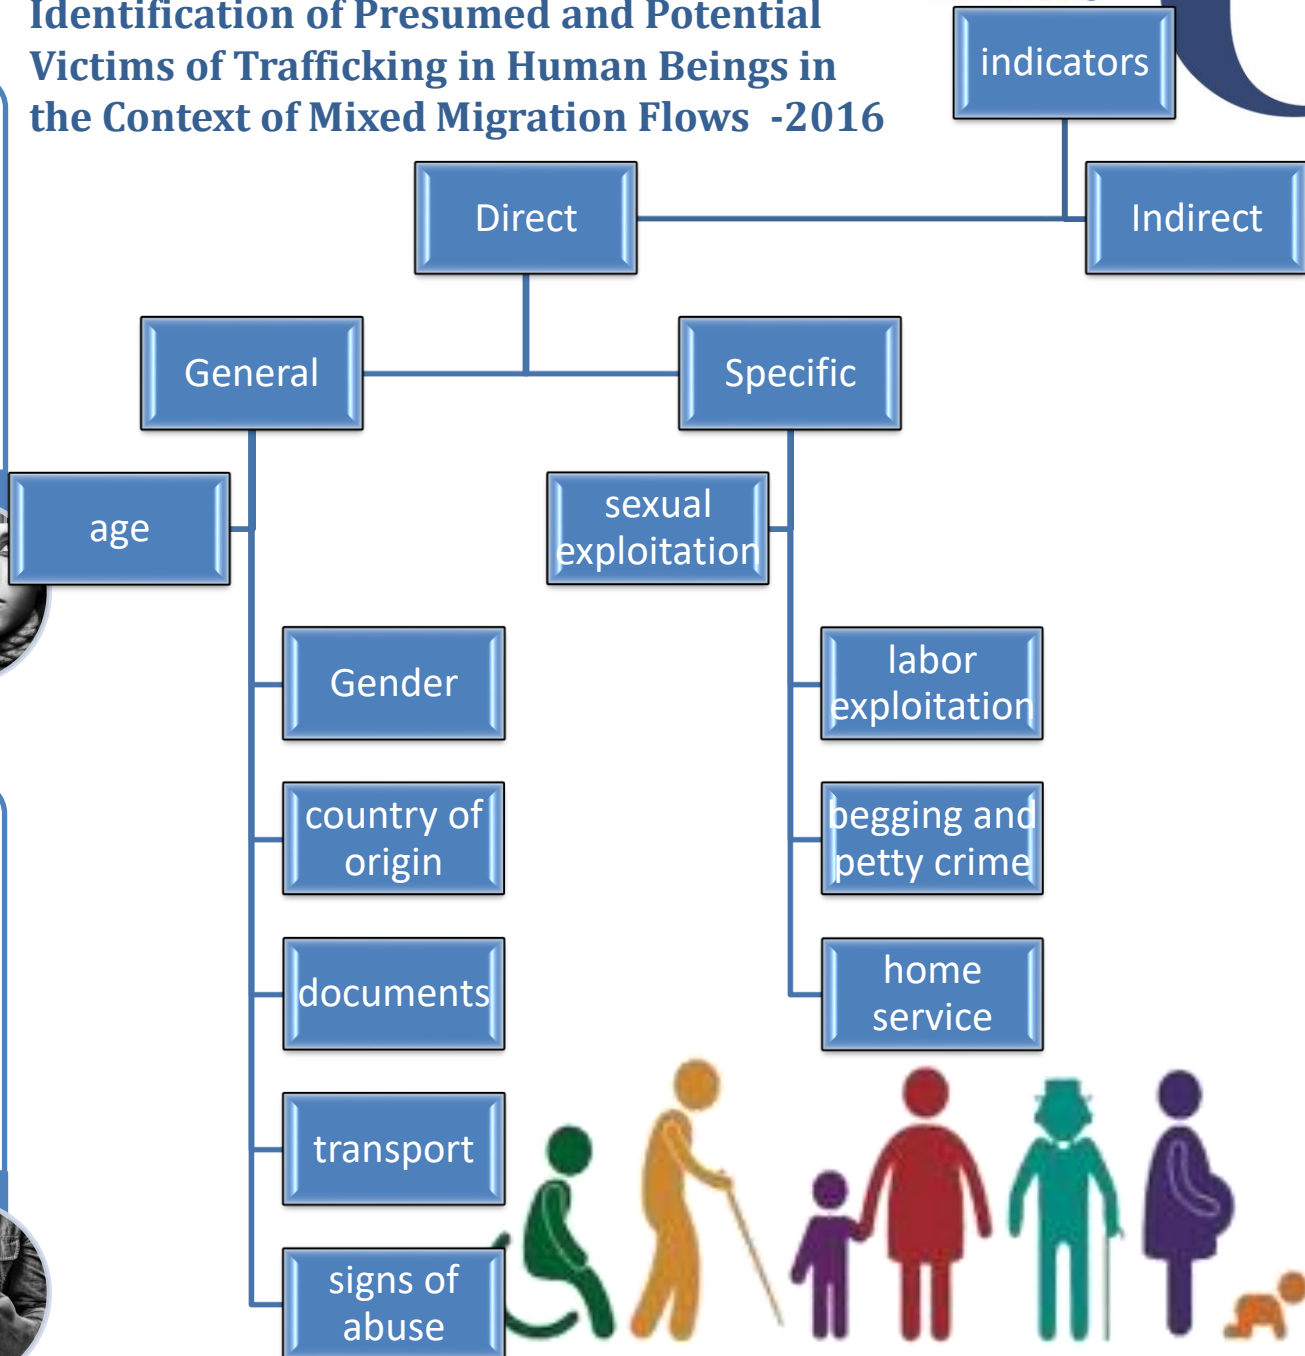 Identification of Presumed and Potential
Victims of Trafficking in Human Beings in
the Context of Mixed Migration Flows -2016
indicators
Direct
Indirect
General
Specific
age
sexual
exploitation
Gender
labor
exploitation
country of
origin
begging and
petty crime
documents
home
service
transport
signs of
abuse